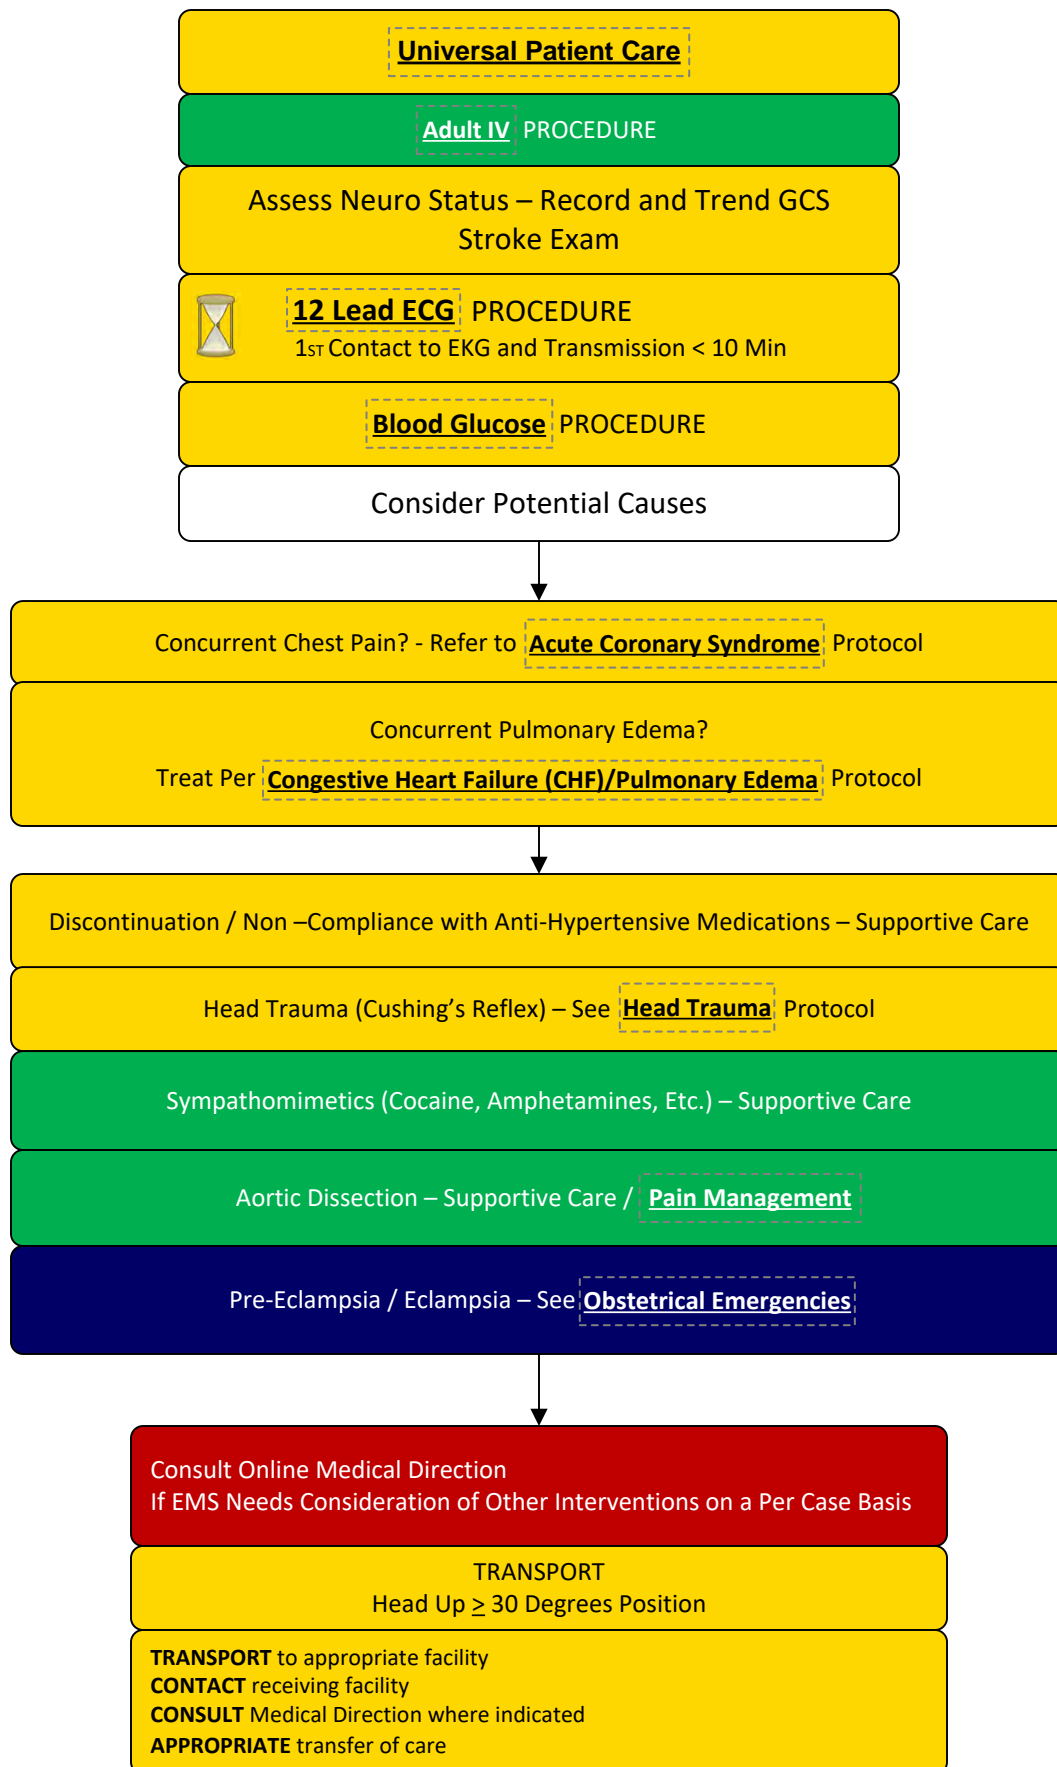 Universal Patient Care
Adult IV PROCEDURE
Assess Neuro Status – Record and Trend GCS
Stroke Exam
12 Lead ECG PROCEDURE
1ST Contact to EKG and Transmission < 10 Min
Blood Glucose PROCEDURE
Consider Potential Causes
Concurrent Chest Pain? - Refer to Acute Coronary Syndrome Protocol
Concurrent Pulmonary Edema?
Treat Per Congestive Heart Failure (CHF)/Pulmonary Edema Protocol
Discontinuation / Non –Compliance with Anti-Hypertensive Medications – Supportive Care
Head Trauma (Cushing’s Reflex) – See Head Trauma Protocol
Sympathomimetics (Cocaine, Amphetamines, Etc.) – Supportive Care
Aortic Dissection – Supportive Care / Pain Management
Pre-Eclampsia / Eclampsia – See Obstetrical Emergencies
Consult Online Medical Direction
If EMS Needs Consideration of Other Interventions on a Per Case Basis
TRANSPORT
Head Up ≥ 30 Degrees Position
TRANSPORT to appropriate facility
CONTACT receiving facility
CONSULT Medical Direction where indicated
APPROPRIATE transfer of care